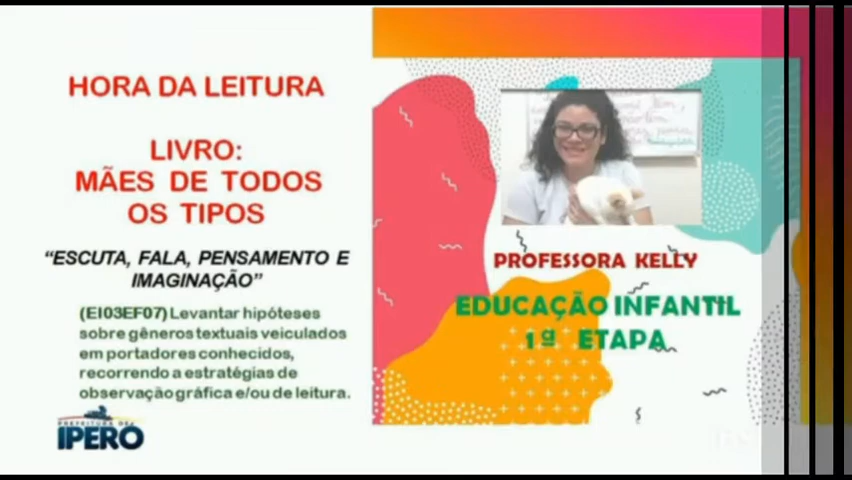 HORA DA LEITURA
LIVRO:
MÃES DE TODOS
OS TIPOS
“ESCUTA, FALA, PENSAMENTO E
IMAGINAÇÃO”
(EI03EF07) Levantar hipóteses
sobre gêneros textuais veiculados
em portadores conhecidos,
recorrendo a estratégias de
observação gráfica e/ou de leitura.
PREFEITURA DE
IPERÓ
PROFESSORA KELLY
EDUCAÇÃO INFANTIL
1ª ETAPA